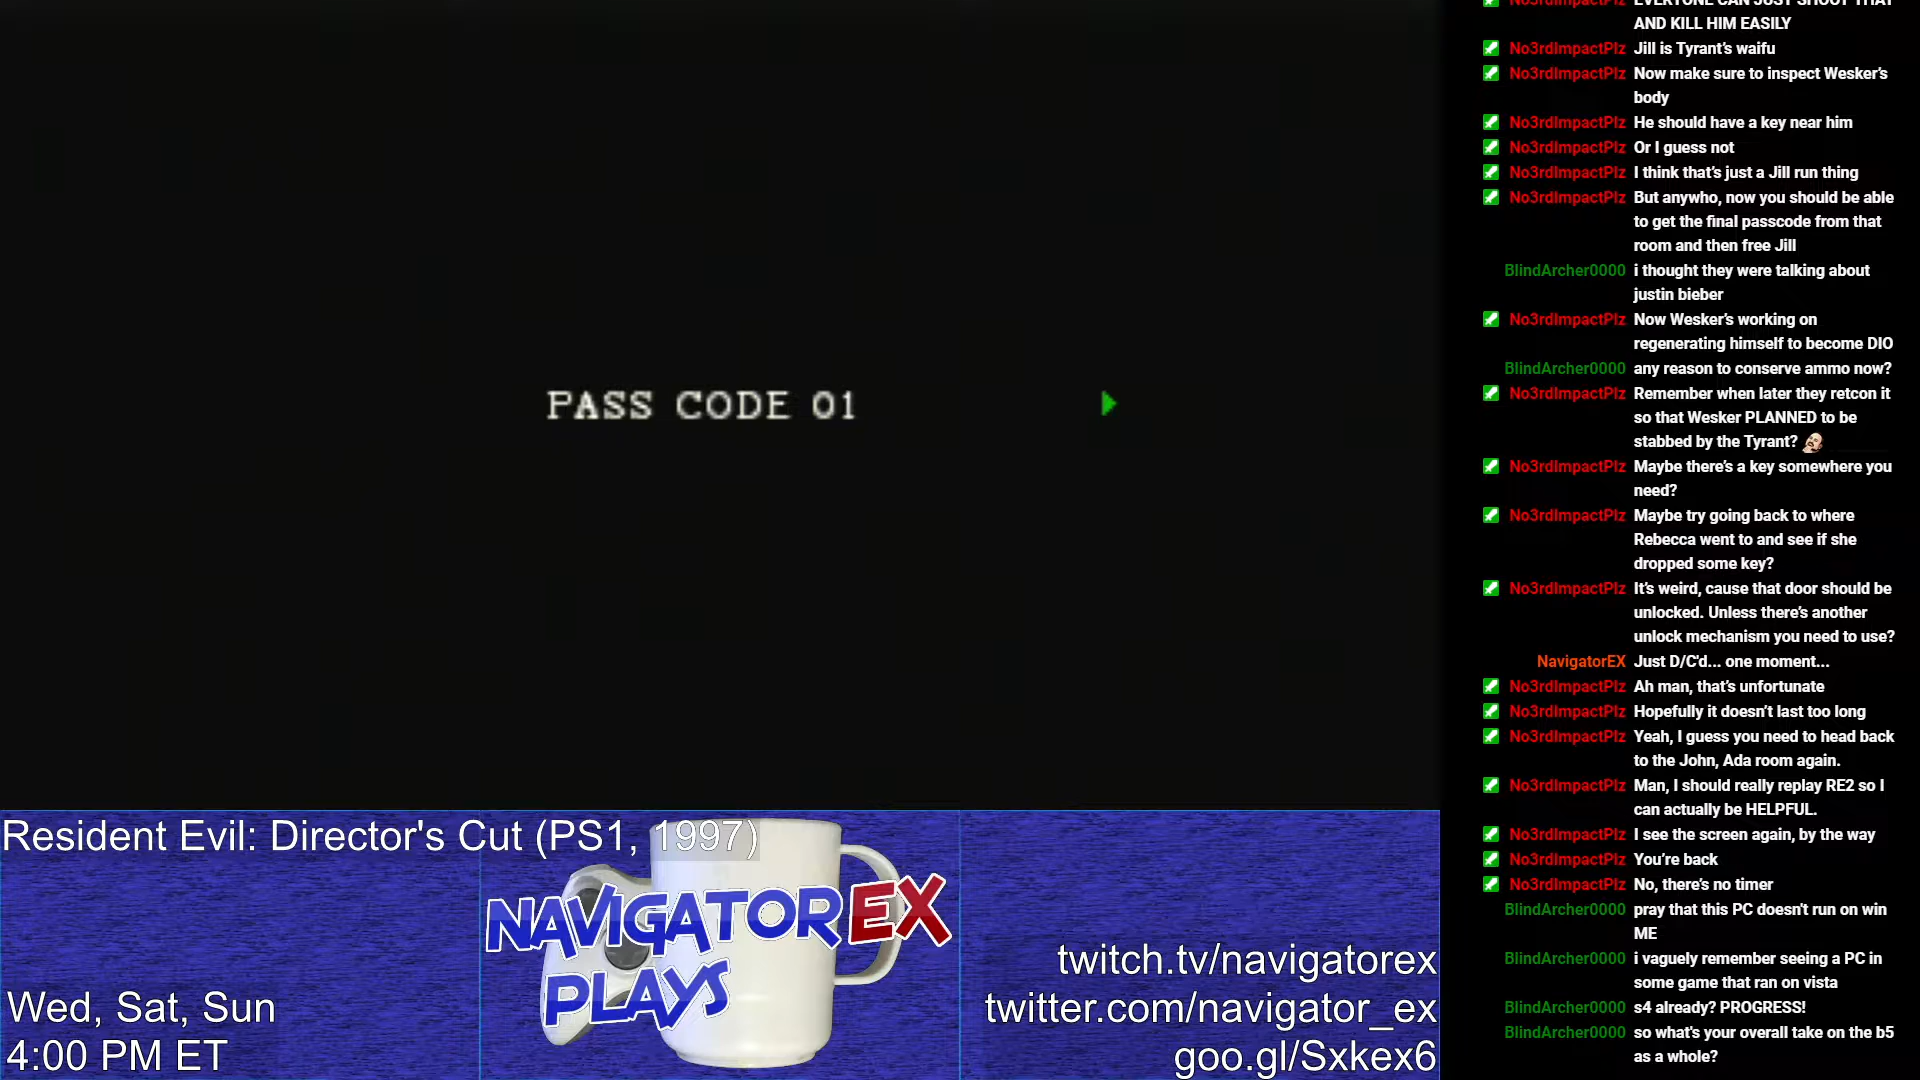 PASS CODE 01
Resident Evil: Director's Cut (PS1, 1997)
Wed, Sat, Sun
4:00 PM ET
NAVIGATOR EX
PLAYS
twitch.tv/navigatorex
twitter.com/navigator_ex
goo.gl/Sxkex6
No3rdImpactPlz EVERYONE CAN JUST SHOOT THAT
AND KILL HIM EASILY
No3rdImpactPlz Jill is Tyrant's waifu
No3rdImpactPlz Now make sure to inspect Wesker's
body
No3rdImpactPlz He should have a key near him
No3rdImpactPlz Or I guess not
No3rdImpactPlz I think that's just a Jill run thing
No3rdImpactPlz But anywho, now you should be able
to get the final passcode from that
room and then free Jill
BlindArcher0000 i thought they were talking about
justin bieber
No3rdImpactPlz Now Wesker's working on
regenerating himself to become DIO
BlindArcher0000 any reason to conserve ammo now?
No3rdImpactPlz Remember when later they retcon it
so that Wesker PLANNED to be
stabbed by the Tyrant?
No3rdImpactPlz Maybe there's a key somewhere you
need?
No3rdImpactPlz Maybe try going back to where
Rebecca went to and see if she
dropped some key?
No3rdImpactPlz It's weird, cause that door should be
unlocked. Unless there's another
unlock mechanism you need to use?
NavigatorEX Just D/C'd... one moment...
No3rdImpactPlz Ah man, that's unfortunate
No3rdImpactPlz Hopefully it doesn't last too long
No3rdImpactPlz Yeah, I guess you need to head back
to the John, Ada room again.
No3rdImpactPlz Man, I should really replay RE2 so I
can actually be HELPFUL.
No3rdImpactPlz I see the screen again, by the way
No3rdImpactPlz You're back
No3rdImpactPlz No, there's no timer
BlindArcher0000 pray that this PC doesn't run on win
ME
BlindArcher0000 i vaguely remember seeing a PC in
some game that ran on vista
BlindArcher0000 s4 already? PROGRESS!
BlindArcher0000 so what's your overall take on the b5
as a whole?